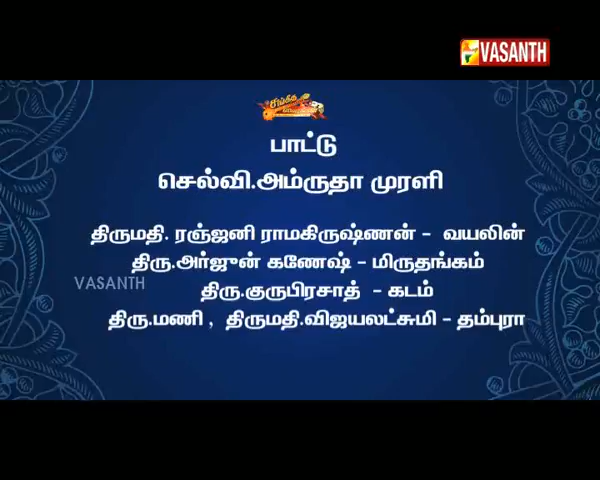 VASANTH
பாட்டு
செல்வி.அம்ருதா முரளி
திருமதி. ரஞ்ஜனி ராமகிருஷ்ணன் - வயலின்
திரு.அர்ஜுன் கணேஷ் - மிருதங்கம்
VASANTH
திரு.குருபிரசாத் - கடம்
திரு.மணி , திருமதி.விஜயலட்சுமி - தம்புரா